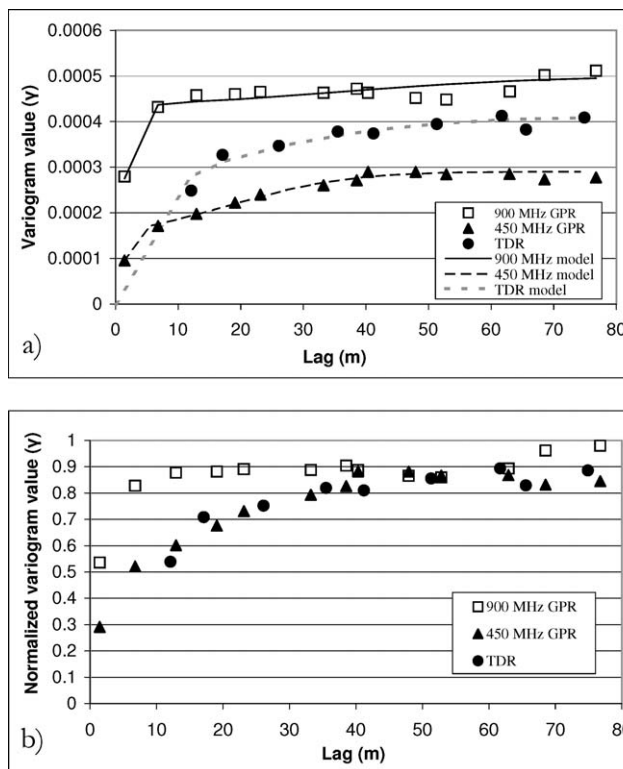 0.0006
0.0005
0.0004
0.0003
0.0002
0.0001
0
Variogram value (γ)
900 MHz GPR
450 MHz GPR
TDR
900 MHz model
450 MHz model
TDR model
0 10 20 30 40 50 60 70 80
Lag (m)
a)
1
0.9
0.8
0.7
0.6
0.5
0.4
0.3
0.2
0.1
0
Normalized variogram value (γ)
900 MHz GPR
450 MHz GPR
TDR
0 10 20 30 40 50 60 70 80
Lag (m)
b)